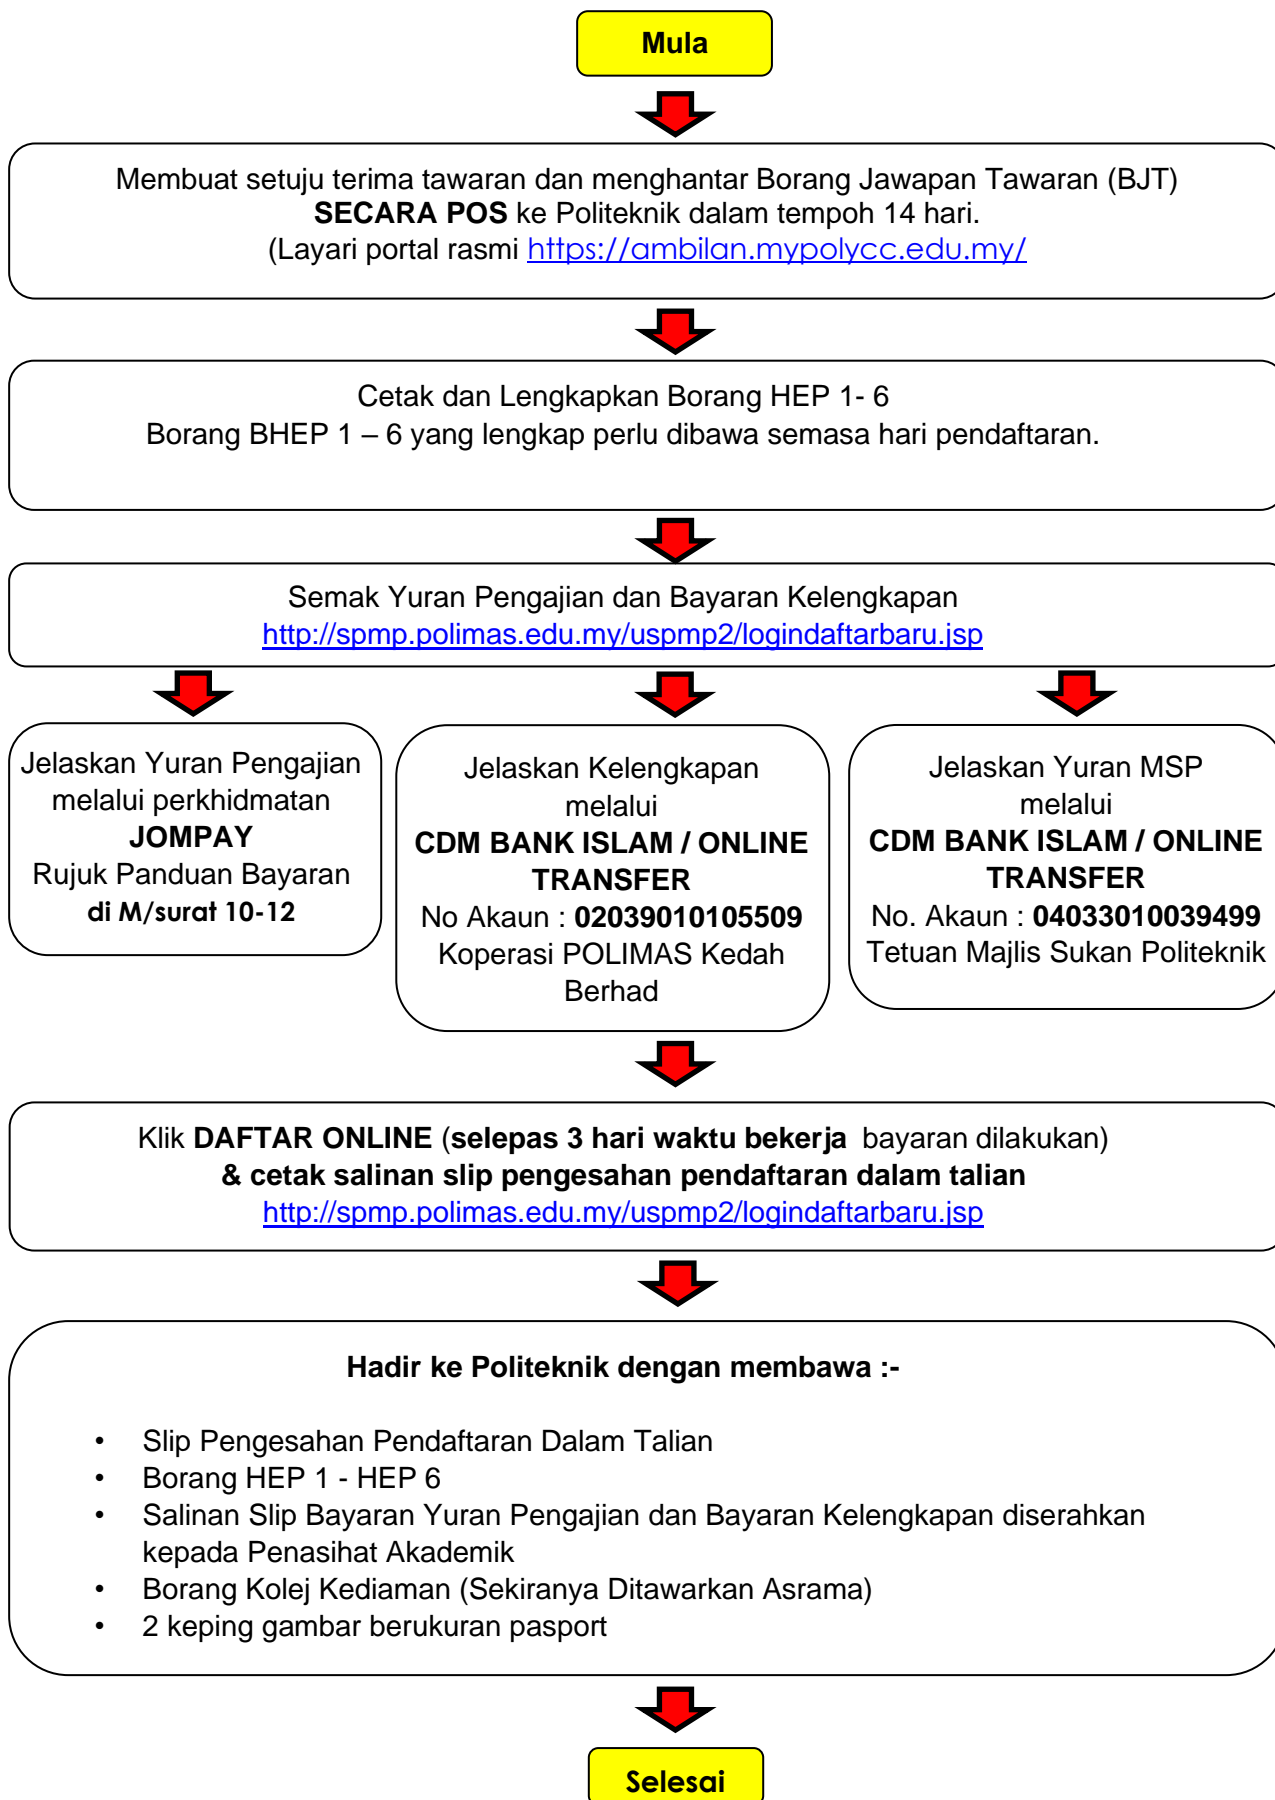 Mula
Membuat setuju terima tawaran dan menghantar Borang Jawapan Tawaran (BJT)
SECARA POS ke Politeknik dalam tempoh 14 hari.
(Layari portal rasmi https://ambilan.mypolycc.edu.my/
Cetak dan Lengkapkan Borang HEP 1- 6
Borang BHEP 1 – 6 yang lengkap perlu dibawa semasa hari pendaftaran.
Semak Yuran Pengajian dan Bayaran Kelengkapan
http://spmp.polimas.edu.my/uspmp2/logindaftarbaru.jsp
Jelaskan Yuran Pengajian
melalui perkhidmatan
JOMPAY
Rujuk Panduan Bayaran
di M/surat 10-12
Jelaskan Kelengkapan
melalui
CDM BANK ISLAM / ONLINE
TRANSFER
No Akaun : 02039010105509
Koperasi POLIMAS Kedah
Berhad
Jelaskan Yuran MSP
melalui
CDM BANK ISLAM / ONLINE
TRANSFER
No. Akaun : 04033010039499
Tetuan Majlis Sukan Politeknik
Klik DAFTAR ONLINE (selepas 3 hari waktu bekerja bayaran dilakukan)
& cetak salinan slip pengesahan pendaftaran dalam talian
http://spmp.polimas.edu.my/uspmp2/logindaftarbaru.jsp
Hadir ke Politeknik dengan membawa :-
• Slip Pengesahan Pendaftaran Dalam Talian
• Borang HEP 1 - HEP 6
• Salinan Slip Bayaran Yuran Pengajian dan Bayaran Kelengkapan diserahkan
kepada Penasihat Akademik
• Borang Kolej Kediaman (Sekiranya Ditawarkan Asrama)
• 2 keping gambar berukuran pasport
Selesai